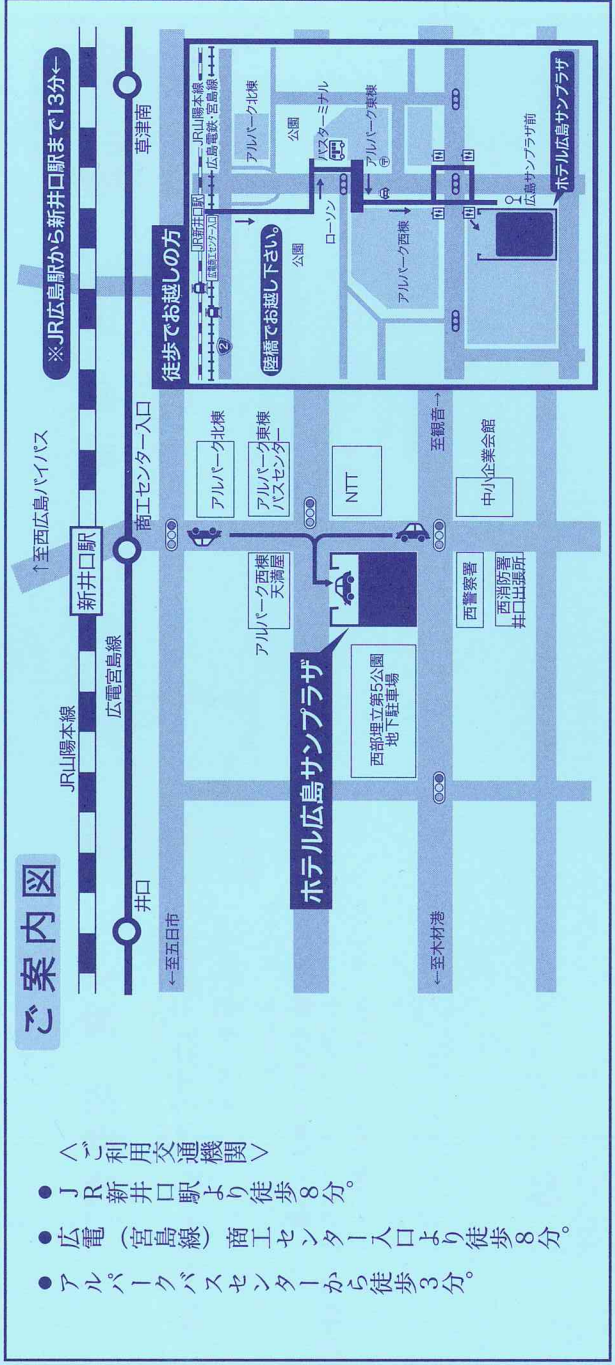 ご案内図
〈ご利用交通機関〉
●JR新井口駅より徒歩8分。
●広電(宮島線)商工センター入口より徒歩8分。
●アルパークバスセンターから徒歩3分。
※JR広島駅から新井口駅まで13分←
↑至西広島バイパス
JR山陽本線
新井口駅
広電宮島線
井口
商工センター入口
草津南
←至五日市
アルパーク北棟
アルパーク東棟
バスセンター
アルパーク西棟
天満屋
NTT
ホテル広島サンプラザ
西部埋立第5公園
地下駐車場
←至木材港
至観音→
西警察署
西消防署
井口出張所
中小企業会館
徒歩でお越しの方
JR新井口駅
JR山陽本線
広島電鉄・宮島線
広電商工センター入口
2
陸橋でお越し下さい。
アルパーク北棟
公園
公園
バスターミナル
ローソン
アルパーク東棟
アルパーク西棟
広島サンプラザ前
ホテル広島サンプラザ